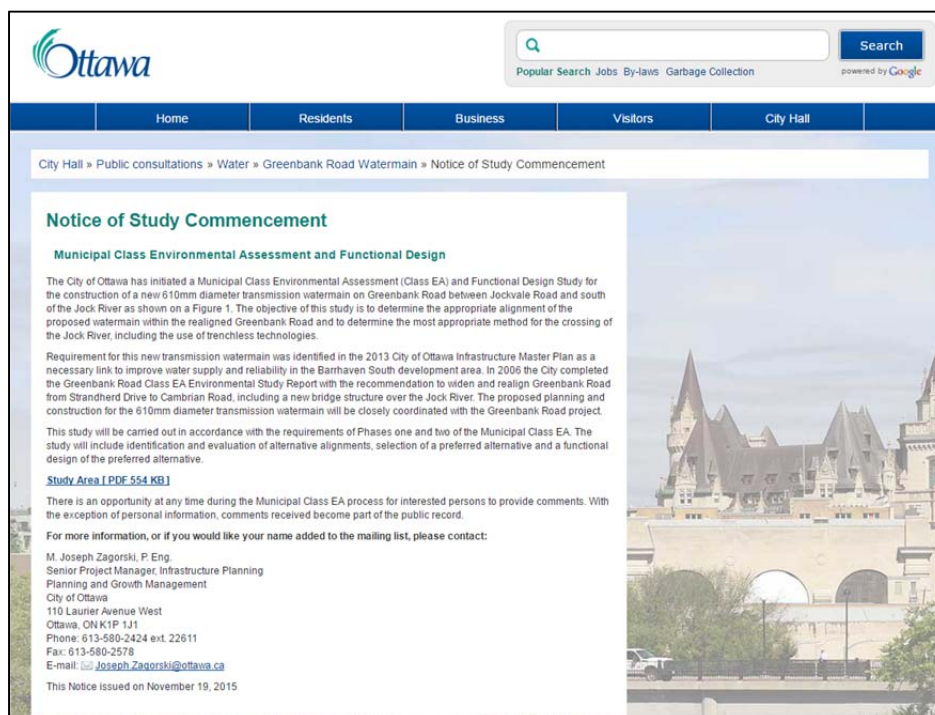 Ottawa
Search
Popular Search Jobs By-laws Garbage Collection
powered by Google
Home Residents Business Visitors City Hall
City Hall » Public consultations » Water » Greenbank Road Watermain » Notice of Study Commencement
Notice of Study Commencement
Municipal Class Environmental Assessment and Functional Design
The City of Ottawa has initiated a Municipal Class Environmental Assessment (Class EA) and Functional Design Study for
the construction of a new 610mm diameter transmission watermain on Greenbank Road between Jockvale Road and south
of the Jock River as shown on a Figure 1. The objective of this study is to determine the appropriate alignment of the
proposed watermain within the realigned Greenbank Road and to determine the most appropriate method for the crossing of
the Jock River, including the use of trenchless technologies.
Requirement for this new transmission watermain was identified in the 2013 City of Ottawa Infrastructure Master Plan as a
necessary link to improve water supply and reliability in the Barrhaven South development area. In 2006 the City completed
the Greenbank Road Class EA Environmental Study Report with the recommendation to widen and realign Greenbank Road
from Strandherd Drive to Cambrian Road, including a new bridge structure over the Jock River. The proposed planning and
construction for the 610mm diameter transmission watermain will be closely coordinated with the Greenbank Road project.
This study will be carried out in accordance with the requirements of Phases one and two of the Municipal Class EA. The
study will include identification and evaluation of alternative alignments, selection of a preferred alternative and a functional
design of the preferred alternative.
Study Area [ PDF 554 KB ]
There is an opportunity at any time during the Municipal Class EA process for interested persons to provide comments. With
the exception of personal information, comments received become part of the public record.
For more information, or if you would like your name added to the mailing list, please contact:
M. Joseph Zagorski, P. Eng.
Senior Project Manager, Infrastructure Planning
Planning and Growth Management
City of Ottawa
110 Laurier Avenue West
Ottawa, ON K1P 1J1
Phone: 613-580-2424 ext. 22611
Fax: 613-580-2578
E-mail: Joseph.Zagorski@ottawa.ca
This Notice issued on November 19, 2015